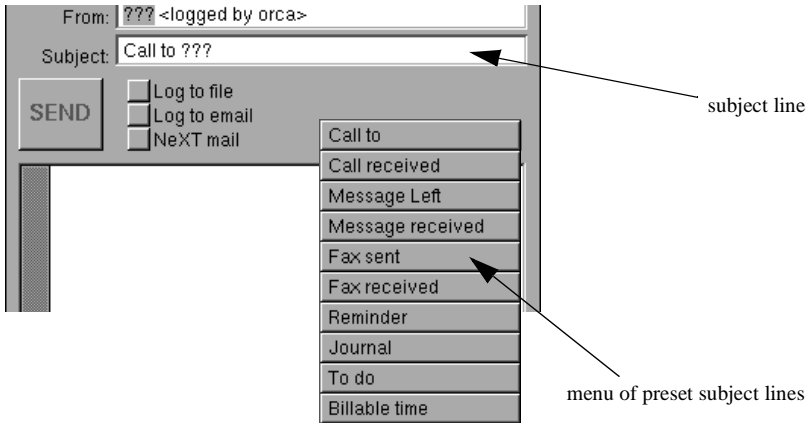 From: ??? <logged by orca>
Subject: Call to ???
subject line
SEND
Log to file
Log to email
NeXT mail
Call to
Call received
Message Left
Message received
Fax sent
Fax received
Reminder
Journal
To do
Billable time
menu of preset subject lines